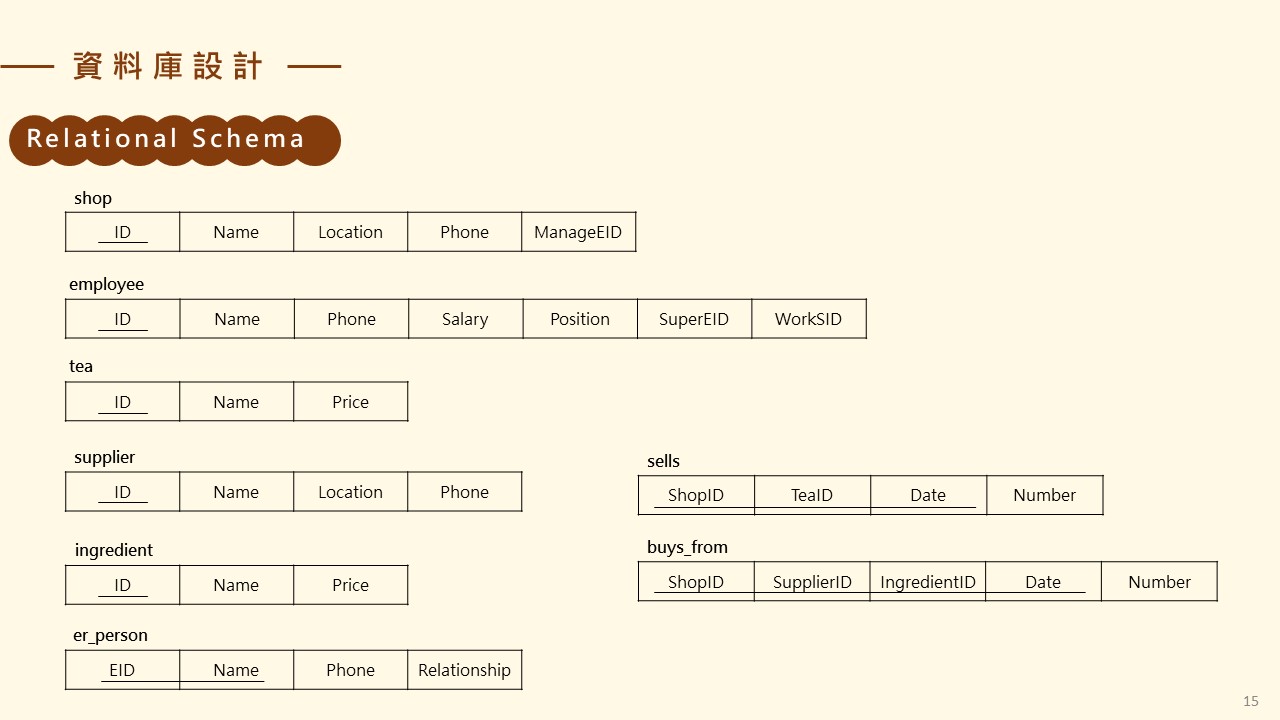 資料庫設計
Relational Schema
shop
ID Name Location Phone ManageEID
employee
ID Name Phone Salary Position SuperEID WorkSID
tea
ID Name Price
supplier
ID Name Location Phone
ingredient
ID Name Price
er_person
EID Name Phone Relationship
sells
ShopID TeaID Date Number
buys_from
ShopID SupplierID IngredientID Date Number
15